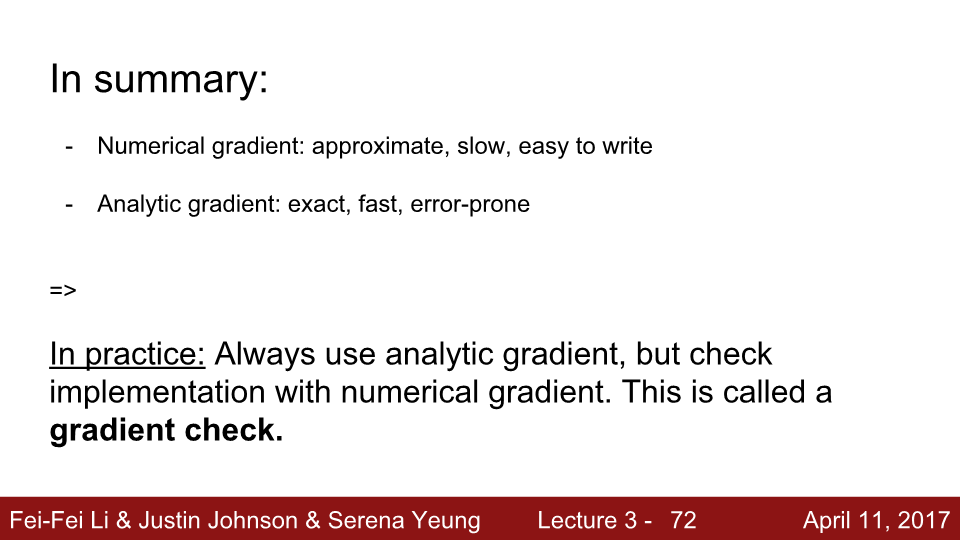 In summary:
- Numerical gradient: approximate, slow, easy to write
- Analytic gradient: exact, fast, error-prone
=>
In practice: Always use analytic gradient, but check
implementation with numerical gradient. This is called a
gradient check.
Fei-Fei Li & Justin Johnson & Serena Yeung Lecture 3 - 72 April 11, 2017